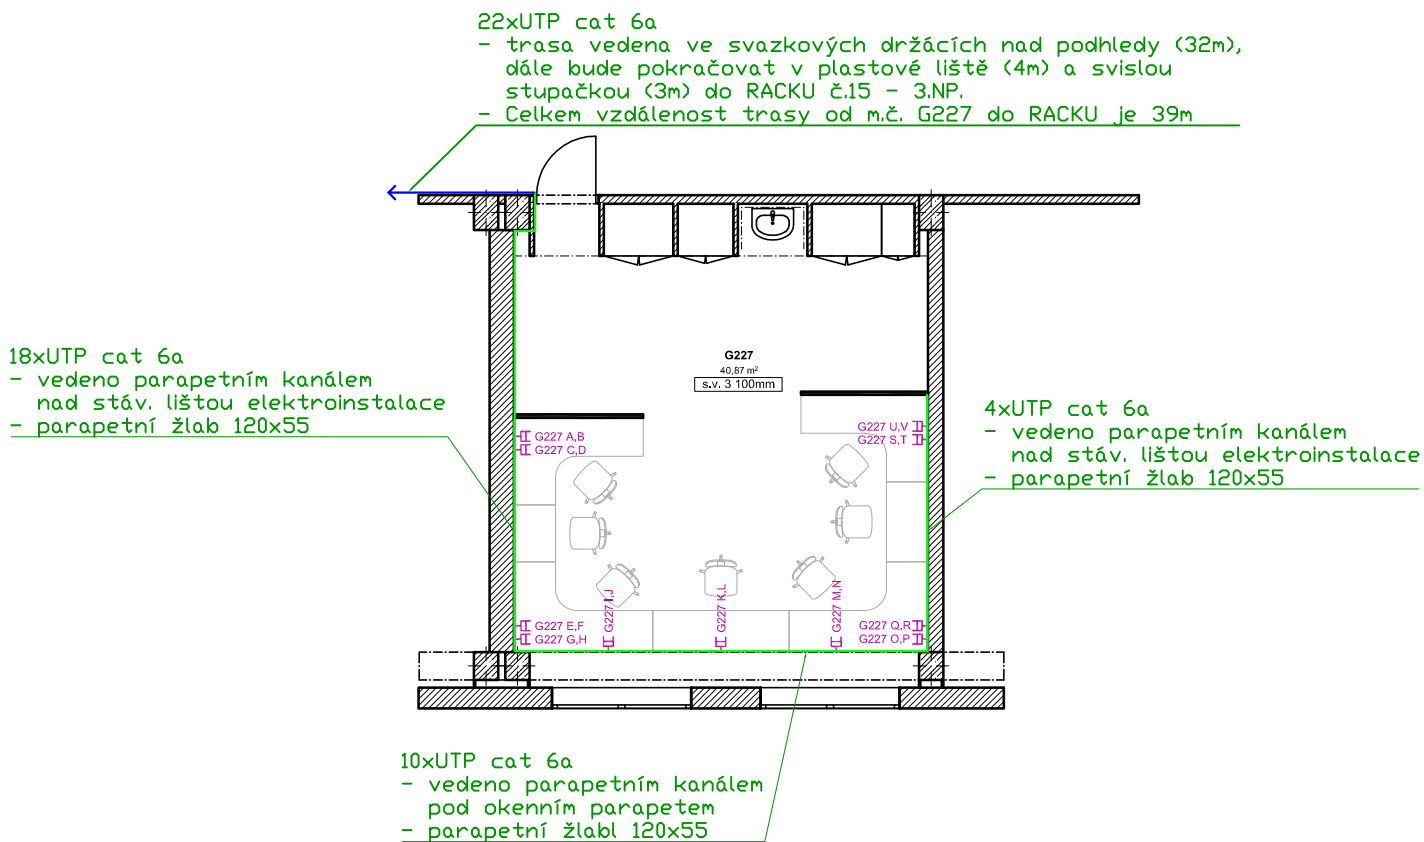 22xUTP cat 6a
- trasa vedena ve svazkových držácích nad podhledy (32m),
dále bude pokračovat v plastové liště (4m) a svislou
stupačkou (3m) do RACKU č.15 - 3.NP.
- Celkem vzdálenost trasy od m.č. G227 do RACKU je 39m
18xUTP cat 6a
- vedeno parapetním kanálem
nad stáv. lištou elektroinstalace
- parapetní žlab 120x55
G227
40,87 m²
s.v. 3 100mm
4xUTP cat 6a
- vedeno parapetním kanálem
nad stáv. lištou elektroinstalace
- parapetní žlab 120x55
G227 A,B
G227 C,D
G227 U,V
G227 S,T
G227 E,F
G227 G,H
G227 I,J
G227 K,L
G227 M,N
G227 Q,R
G227 O,P
10xUTP cat 6a
- vedeno parapetním kanálem
pod okenním parapetem
- parapetní žlabl 120x55